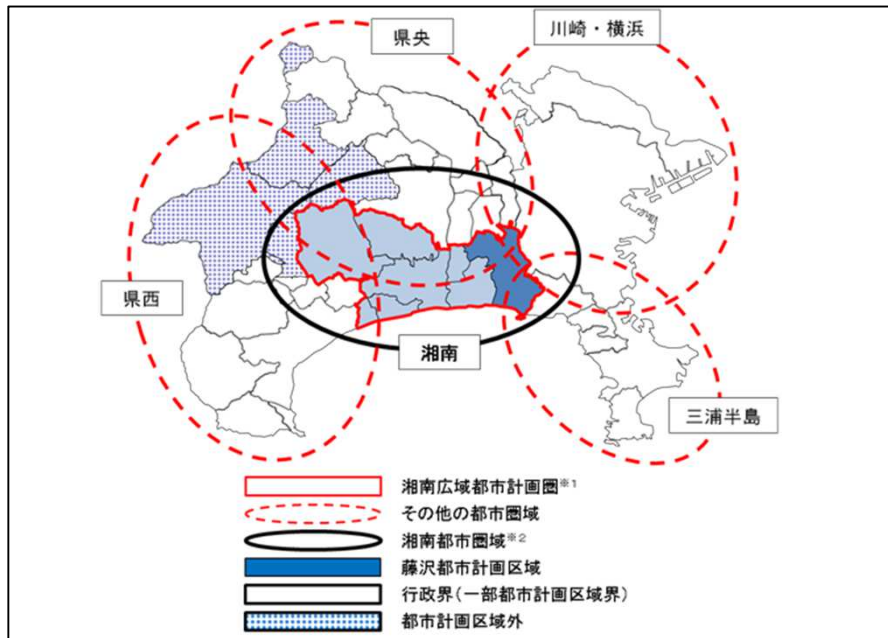 県央
川崎・横浜
県西
湘南
三浦半島
湘南広域都市計画圏※1
その他の都市圏域
湘南都市圏域※2
藤沢都市計画区域
行政界(一部都市計画区域界)
都市計画区域外